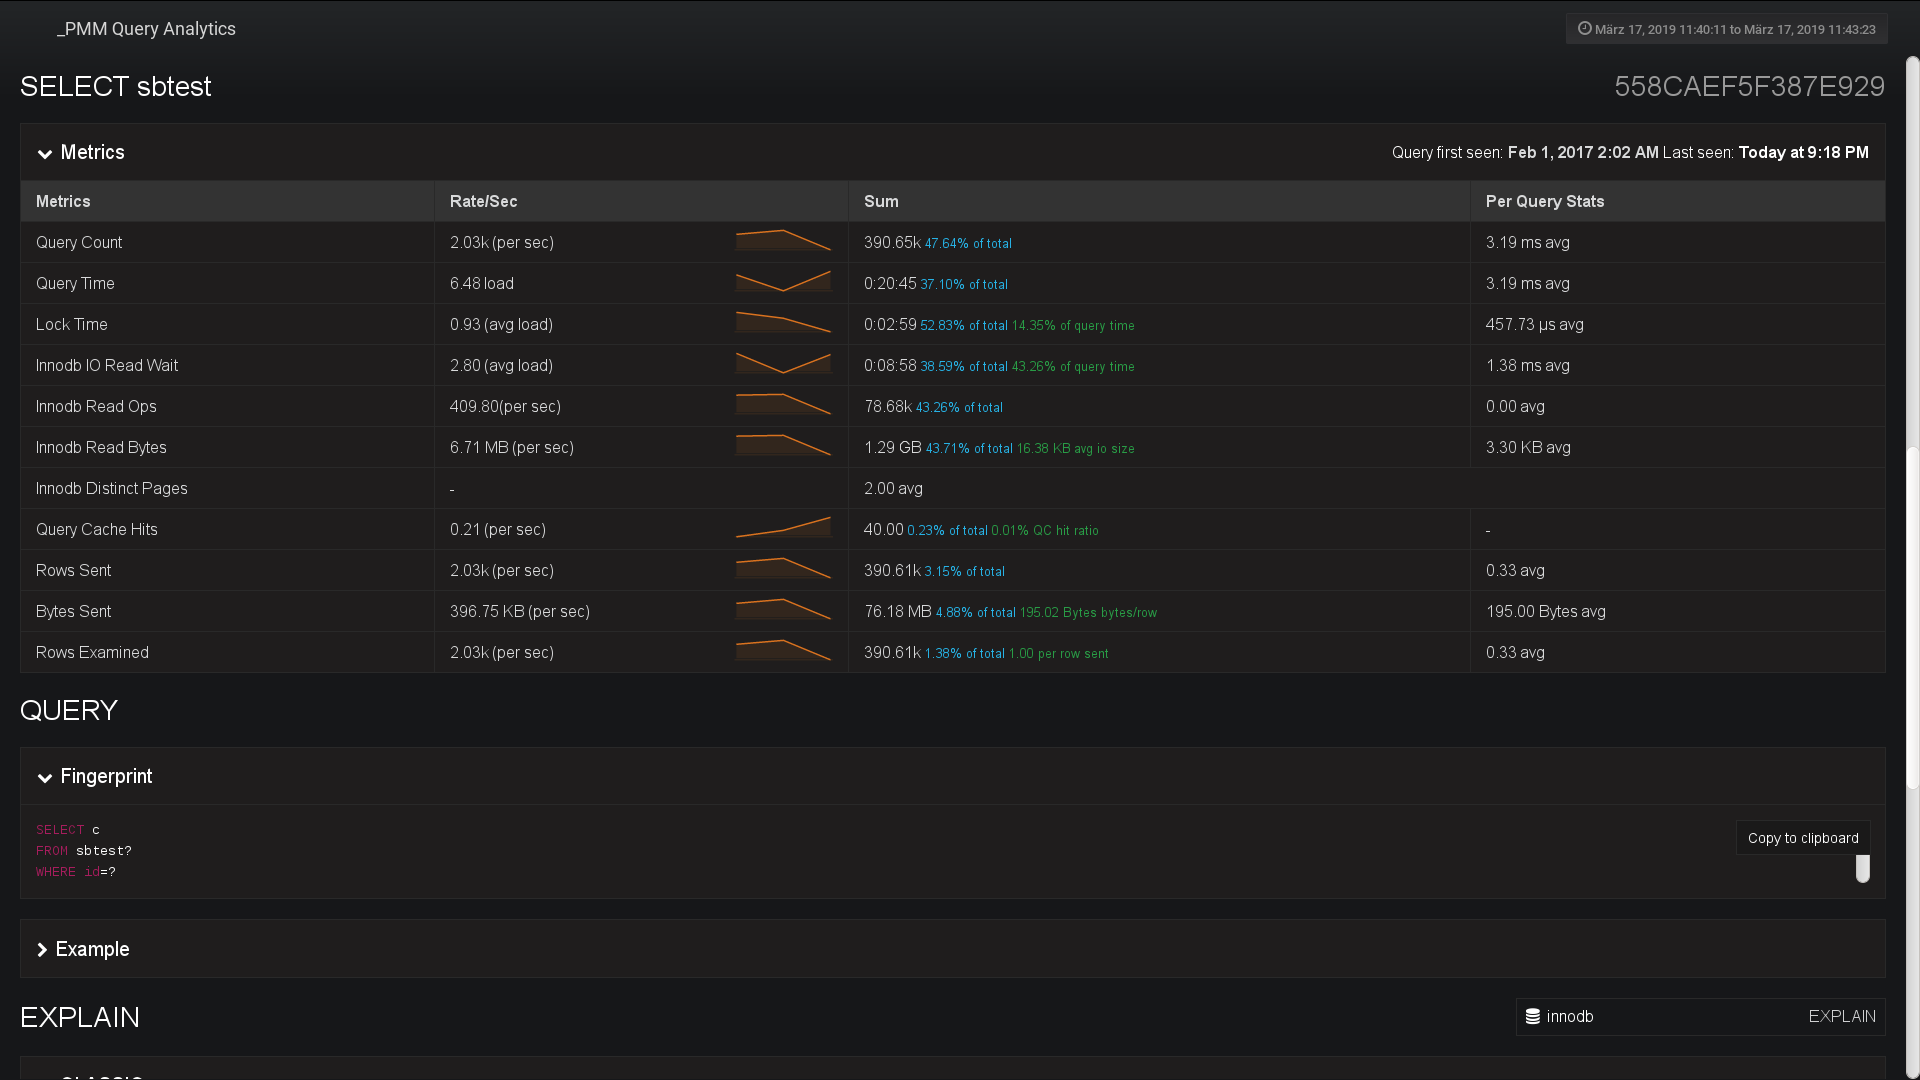 _PMM Query Analytics
März 17, 2019 11:40:11 to März 17, 2019 11:43:23
SELECT sbtest
558CAEF5F387E929
Metrics
Query first seen: Feb 1, 2017 2:02 AM Last seen: Today at 9:18 PM
Metrics Rate/Sec Sum Per Query Stats
Query Count 2.03k (per sec) 390.65k 47.64% of total 3.19 ms avg
Query Time 6.48 load 0:20:45 37.10% of total 3.19 ms avg
Lock Time 0.93 (avg load) 0:02:59 52.83% of total 14.35% of query time 457.73 µs avg
Innodb IO Read Wait 2.80 (avg load) 0:08:58 38.59% of total 43.26% of query time 1.38 ms avg
Innodb Read Ops 409.80(per sec) 78.68k 43.26% of total 0.00 avg
Innodb Read Bytes 6.71 MB (per sec) 1.29 GB 43.71% of total 16.38 KB avg io size 3.30 KB avg
Innodb Distinct Pages - 2.00 avg
Query Cache Hits 0.21 (per sec) 40.00 0.23% of total 0.01% QC hit ratio -
Rows Sent 2.03k (per sec) 390.61k 3.15% of total 0.33 avg
Bytes Sent 396.75 KB (per sec) 76.18 MB 4.88% of total 195.02 Bytes bytes/row 195.00 Bytes avg
Rows Examined 2.03k (per sec) 390.61k 1.38% of total 1.00 per row sent 0.33 avg
QUERY
Fingerprint
SELECT c
FROM sbtest?
WHERE id=?
Copy to clipboard
Example
EXPLAIN
innodb EXPLAIN